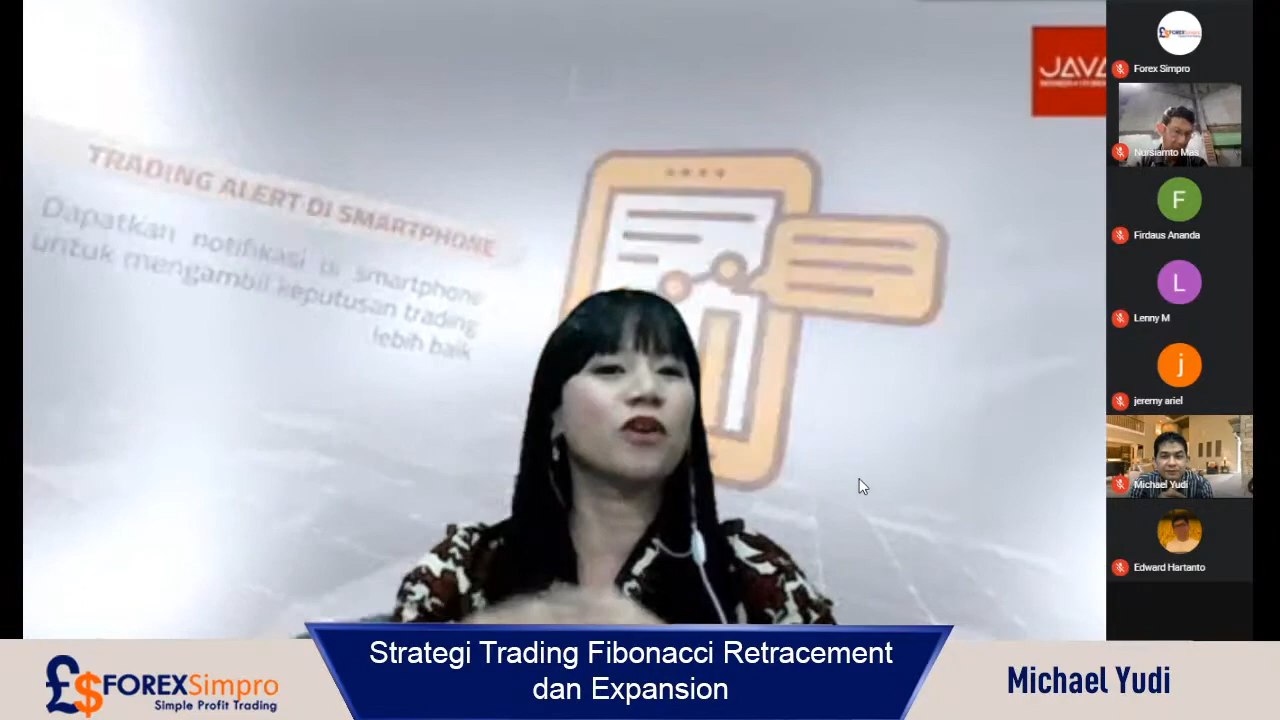 JAVA
TRADING ALERT DI SMARTPHONE
Dapatkan notifikasi di smartphone
untuk mengambil keputusan trading
lebih baik
Forex Simpro
Nursiamto Mas
F
Firdaus Ananda
L
Lenny M
j
jeremy ariel
Michael Yudi
Edward Hartanto
£$FOREXSimpro
Simple Profit Trading
Strategi Trading Fibonacci Retracement
dan Expansion
Michael Yudi